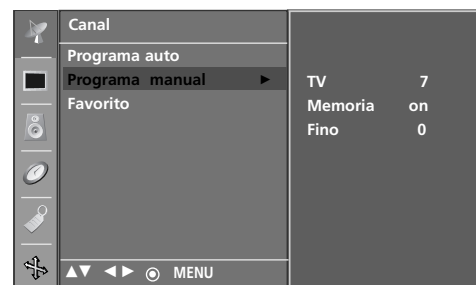 Canal
Programa auto
Programa manual ►
Favorito
TV 7
Memoria on
Fino 0
▲▼ ◄► ⦿ MENU